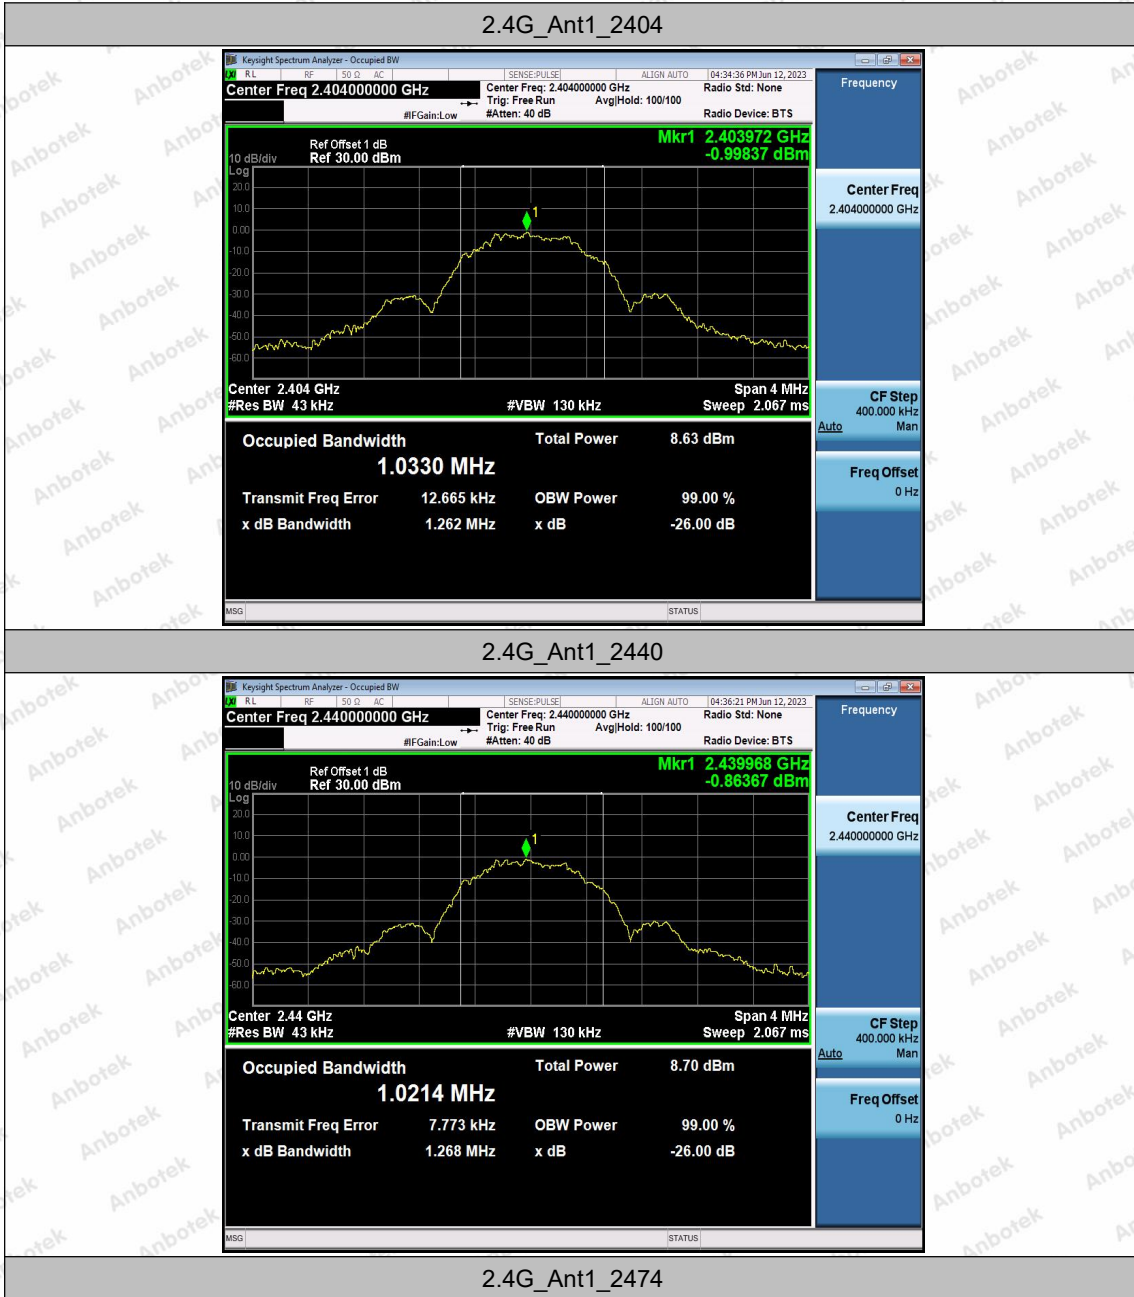 2.4G_Ant1_2404
Keysight Spectrum Analyzer - Occupied BW
LXI RL RF 50 Ω AC SENSE:PULSE ALIGN AUTO 04:34:36 PM Jun 12, 2023
Center Freq 2.404000000 GHz
Center Freq: 2.404000000 GHz Radio Std: None
Trig: Free Run Avg|Hold: 100/100
#IFGain:Low #Atten: 40 dB Radio Device: BTS
Frequency
Mkr1 2.403972 GHz
-0.99837 dBm
Ref Offset 1 dB
10 dB/div Ref 30.00 dBm
Log
20.0
10.0
0.00
-10.0
-20.0
-30.0
-40.0
-50.0
-60.0
1
Center Freq
2.404000000 GHz
Center 2.404 GHz Span 4 MHz
#Res BW 43 kHz #VBW 130 kHz Sweep 2.067 ms
CF Step
400.000 kHz
Auto Man
Occupied Bandwidth Total Power 8.63 dBm
1.0330 MHz
Freq Offset
0 Hz
Transmit Freq Error 12.665 kHz OBW Power 99.00 %
x dB Bandwidth 1.262 MHz x dB -26.00 dB
MSG STATUS
2.4G_Ant1_2440
Keysight Spectrum Analyzer - Occupied BW
LXI RL RF 50 Ω AC SENSE:PULSE ALIGN AUTO 04:36:21 PM Jun 12, 2023
Center Freq 2.440000000 GHz
Center Freq: 2.440000000 GHz Radio Std: None
Trig: Free Run Avg|Hold: 100/100
#IFGain:Low #Atten: 40 dB Radio Device: BTS
Frequency
Mkr1 2.439968 GHz
-0.86367 dBm
Ref Offset 1 dB
10 dB/div Ref 30.00 dBm
Log
20.0
10.0
0.00
-10.0
-20.0
-30.0
-40.0
-50.0
-60.0
1
Center Freq
2.440000000 GHz
Center 2.44 GHz Span 4 MHz
#Res BW 43 kHz #VBW 130 kHz Sweep 2.067 ms
CF Step
400.000 kHz
Auto Man
Occupied Bandwidth Total Power 8.70 dBm
1.0214 MHz
Freq Offset
0 Hz
Transmit Freq Error 7.773 kHz OBW Power 99.00 %
x dB Bandwidth 1.268 MHz x dB -26.00 dB
MSG STATUS
2.4G_Ant1_2474
Anbotek